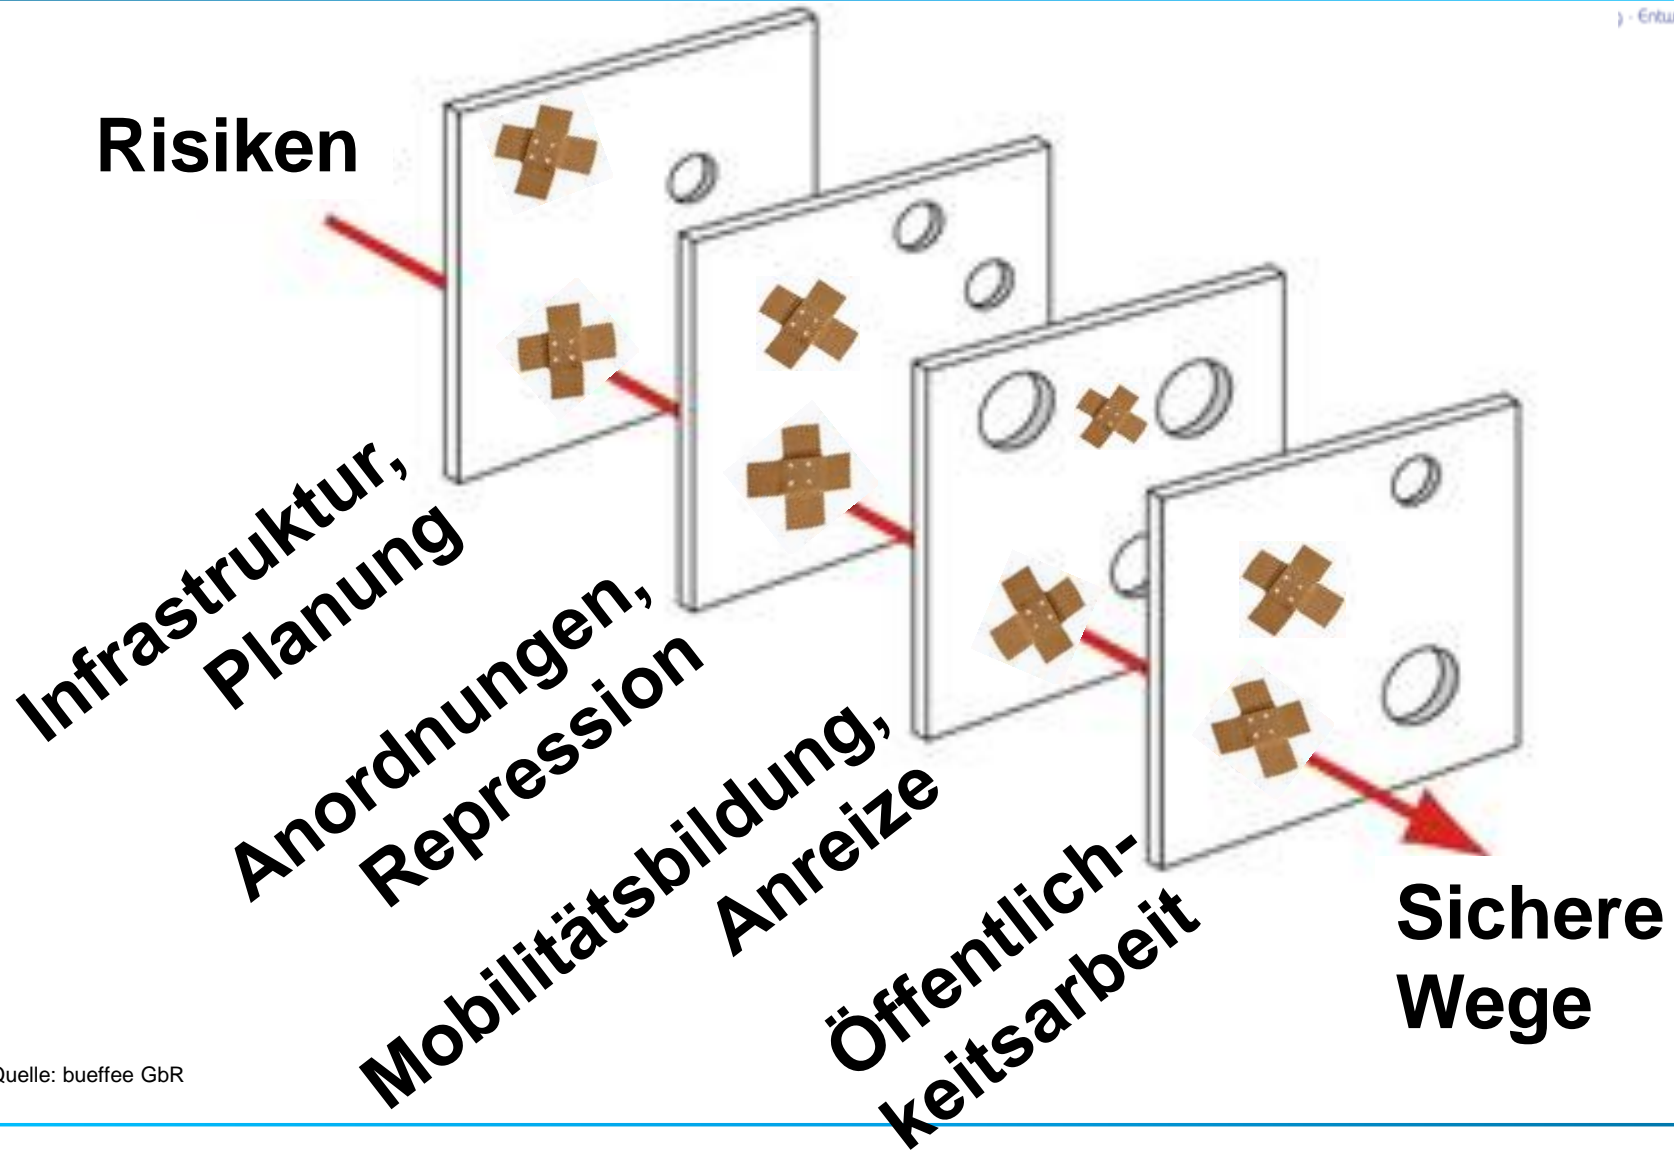 Risiken
Infrastruktur,
Planung
Anordnungen,
Repression
Mobilitätsbildung,
Anreize
Öffentlich-
keitsarbeit
Sichere
Wege
Quelle: bueffee GbR